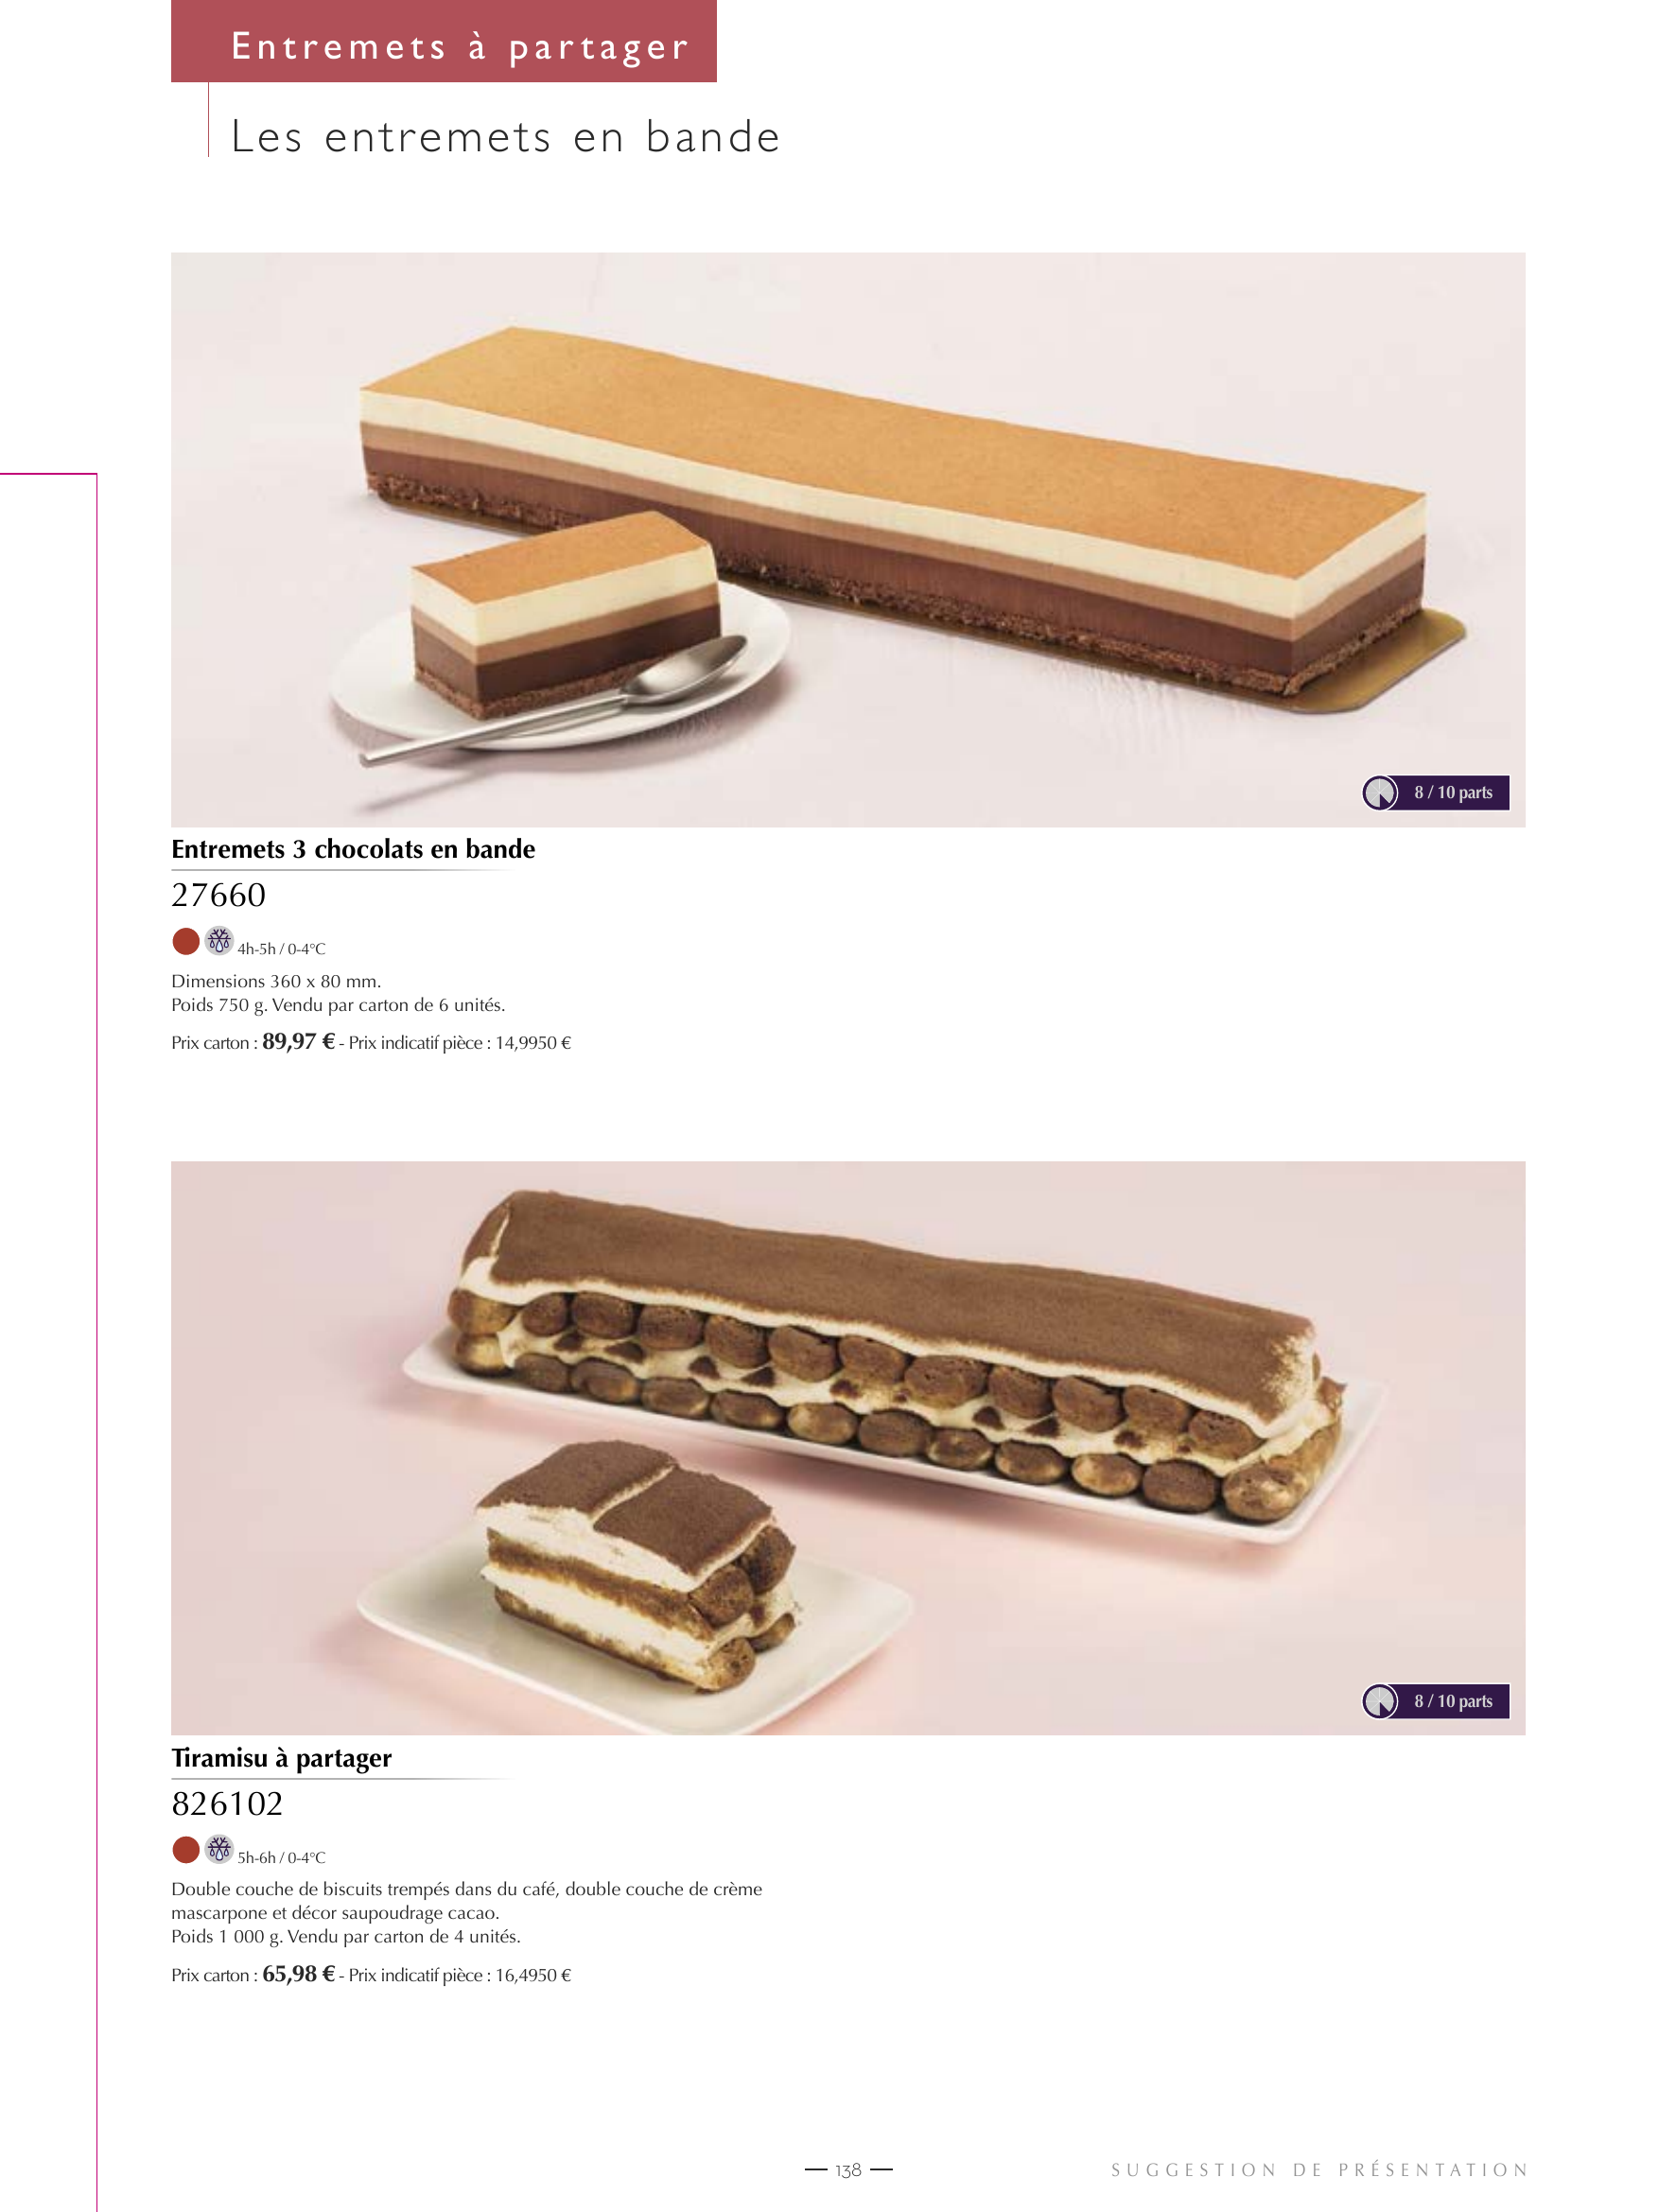 Entremets à partager
Les entremets en bande
8 / 10 parts
Entremets 3 chocolats en bande
27660
4h-5h / 0-4°C
Dimensions 360 x 80 mm.
Poids 750 g. Vendu par carton de 6 unités.
Prix carton : 89,97 € - Prix indicatif pièce : 14,9950 €
8 / 10 parts
Tiramisu à partager
826102
5h-6h / 0-4°C
Double couche de biscuits trempés dans du café, double couche de crème
mascarpone et décor saupoudrage cacao.
Poids 1 000 g. Vendu par carton de 4 unités.
Prix carton : 65,98 € - Prix indicatif pièce : 16,4950 €
— 138 —
SUGGESTION DE PRÉSENTATION